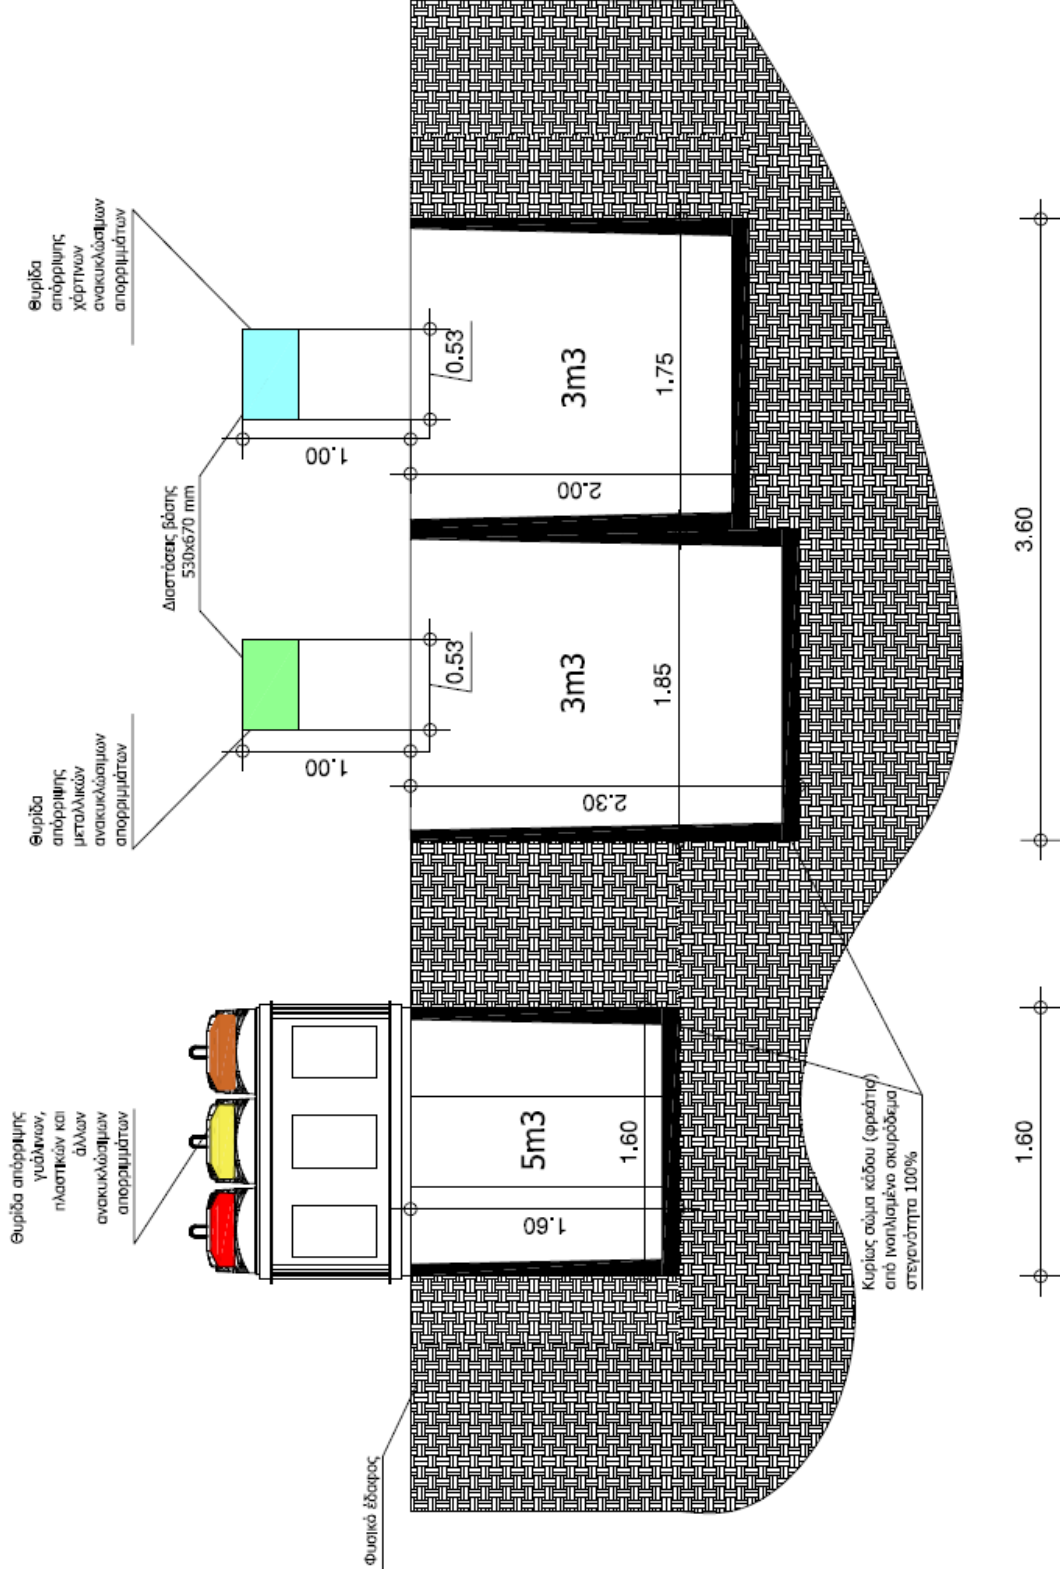 Θυρίδα απόρριψης
γυάλινων,
πλαστικών και
άλλων
ανακυκλώσιμων
απορριμμάτων
Θυρίδα
απόρριψης
μεταλλικών
ανακυκλώσιμων
απορριμμάτων
Διαστάσεις βάσης
530x670 mm
Θυρίδα
απόρριψης
χάρτινων
ανακυκλώσιμων
απορριμμάτων
1.00
0.53
1.00
0.53
Φυσικό έδαφος
5m3
1.60
1.60
3m3
2.30
1.85
3m3
2.00
1.75
Κυρίως σώμα κάδου (φρεάτιο)
από ινοπλισμένο σκυρόδεμα
στεγανότητα 100%
1.60
3.60